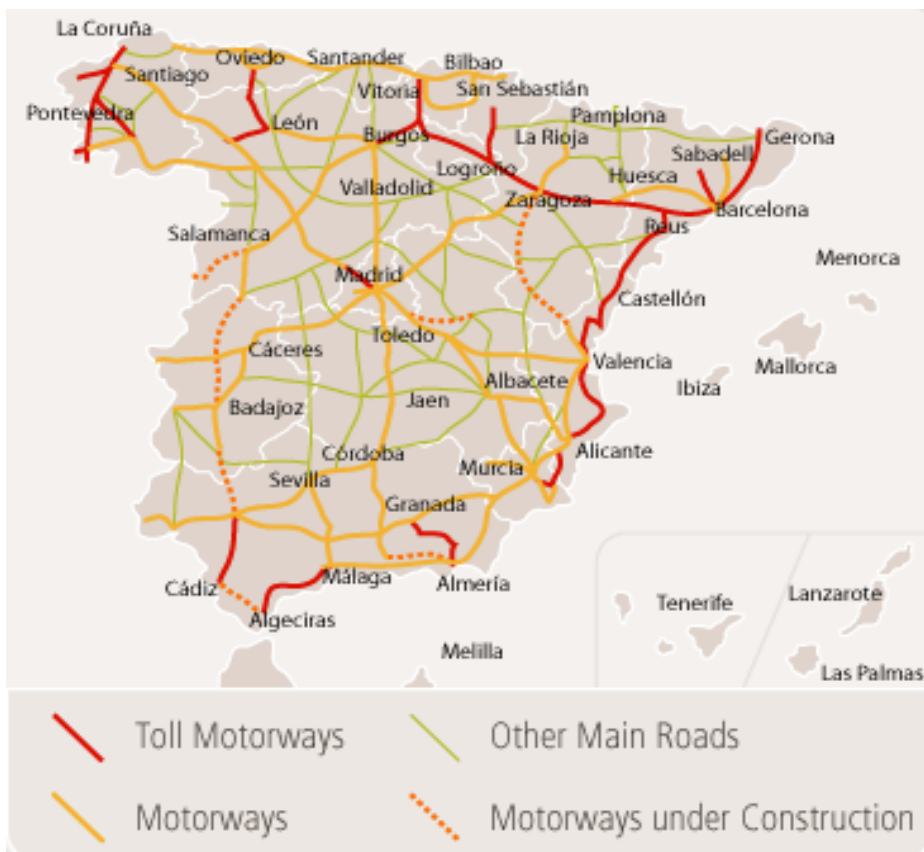 La Coruña
Oviedo
Santander
Bilbao
Santiago
Vitoria
San Sebastián
Pontevedra
León
Burgos
Pamplona
La Rioja
Gerona
Sabadell
Logroño
Huesca
Valladolid
Zaragoza
Barcelona
Reus
Salamanca
Menorca
Madrid
Castellón
Toledo
Cáceres
Valencia
Mallorca
Albacete
Ibiza
Badajoz
Jaen
Córdoba
Alicante
Sevilla
Murcia
Granada
Málaga
Almería
Cádiz
Algeciras
Tenerife
Lanzarote
Melilla
Las Palmas
Toll Motorways
Other Main Roads
Motorways
Motorways under Construction